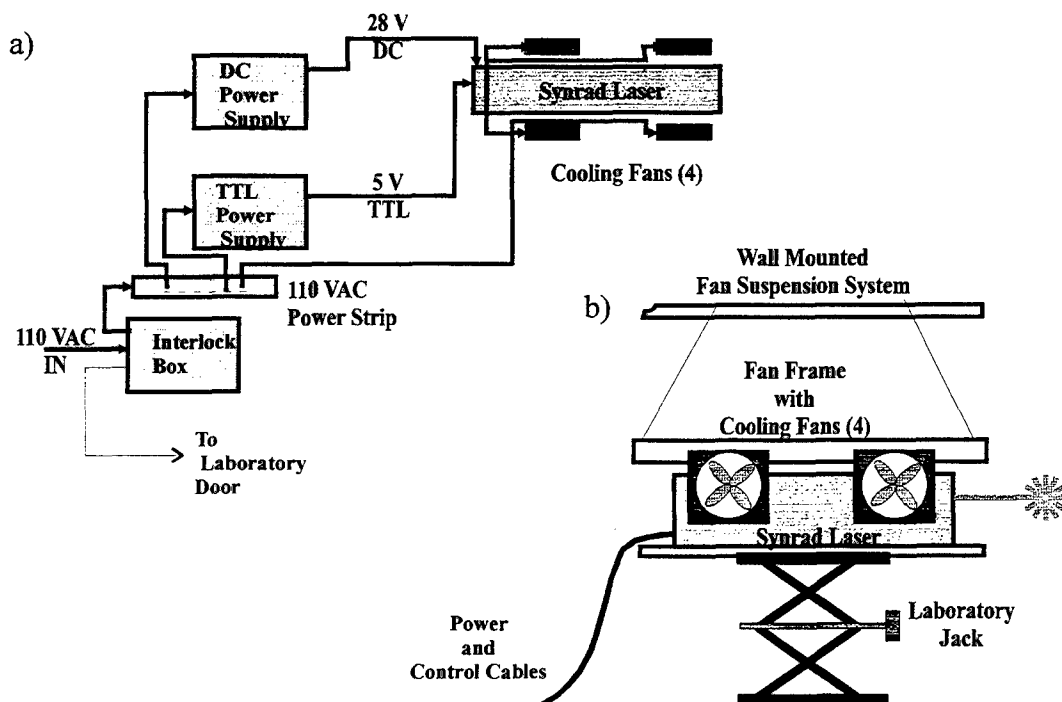 a)
28 V
DC
DC
Power
Supply
Synrad Laser
Cooling Fans (4)
5 V
TTL
TTL
Power
Supply
110 VAC
Power Strip
110 VAC
IN
Interlock
Box
To
Laboratory
Door
b)
Wall Mounted
Fan Suspension System
Fan Frame
with
Cooling Fans (4)
Synrad Laser
Laboratory
Jack
Power
and
Control Cables